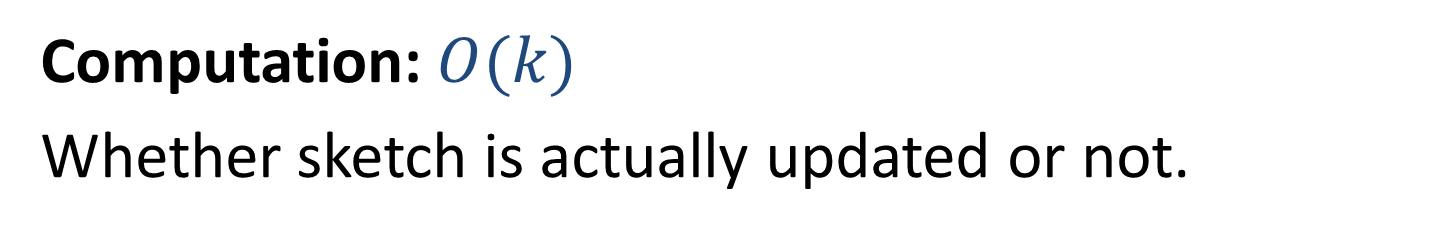 Computation: O(k)
Whether sketch is actually updated or not.